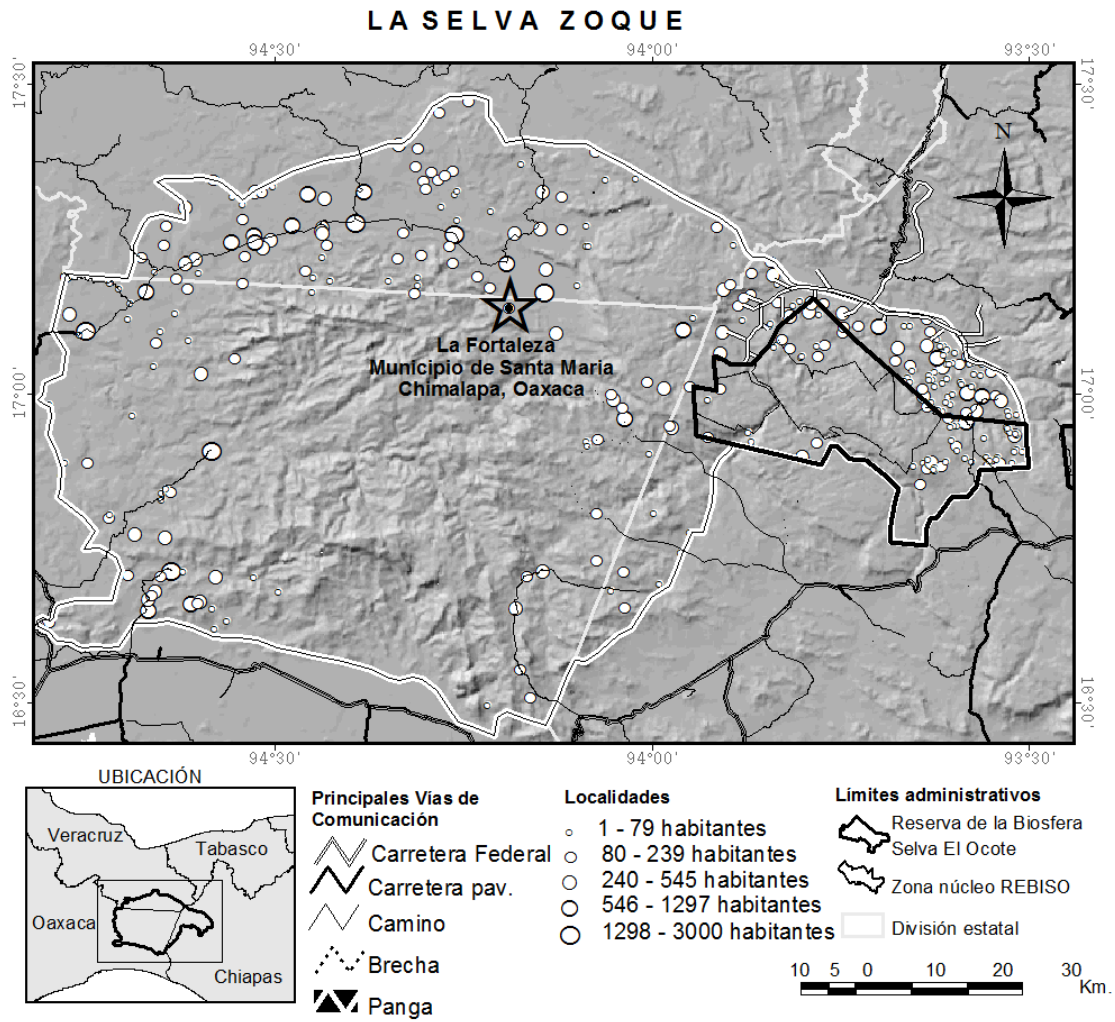 LA SELVA ZOQUE
94°30'
94°00'
93°30'
17°30'
17°30'
N
La Fortaleza
Municipio de Santa Maria
Chimalapa, Oaxaca
17°00'
17°00'
16°30'
16°30'
94°30'
94°00'
93°30'
UBICACIÓN
Veracruz
Tabasco
Oaxaca
Chiapas
Principales Vías de
Comunicación
Carretera Federal
Carretera pav.
Camino
Brecha
Panga
Localidades
1 - 79 habitantes
80 - 239 habitantes
240 - 545 habitantes
546 - 1297 habitantes
1298 - 3000 habitantes
Límites administrativos
Reserva de la Biosfera
Selva El Ocote
Zona núcleo REBISO
División estatal
10 5 0 10 20 30
Km.